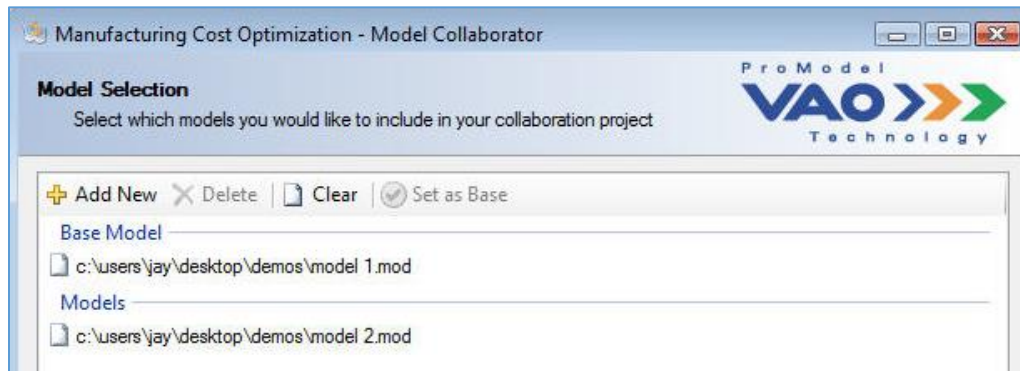 Manufacturing Cost Optimization - Model Collaborator
Model Selection
Select which models you would like to include in your collaboration project
ProModel
VAO
Technology
Add New Delete Clear Set as Base
Base Model
c:\users\jay\desktop\demos\model 1.mod
Models
c:\users\jay\desktop\demos\model 2.mod